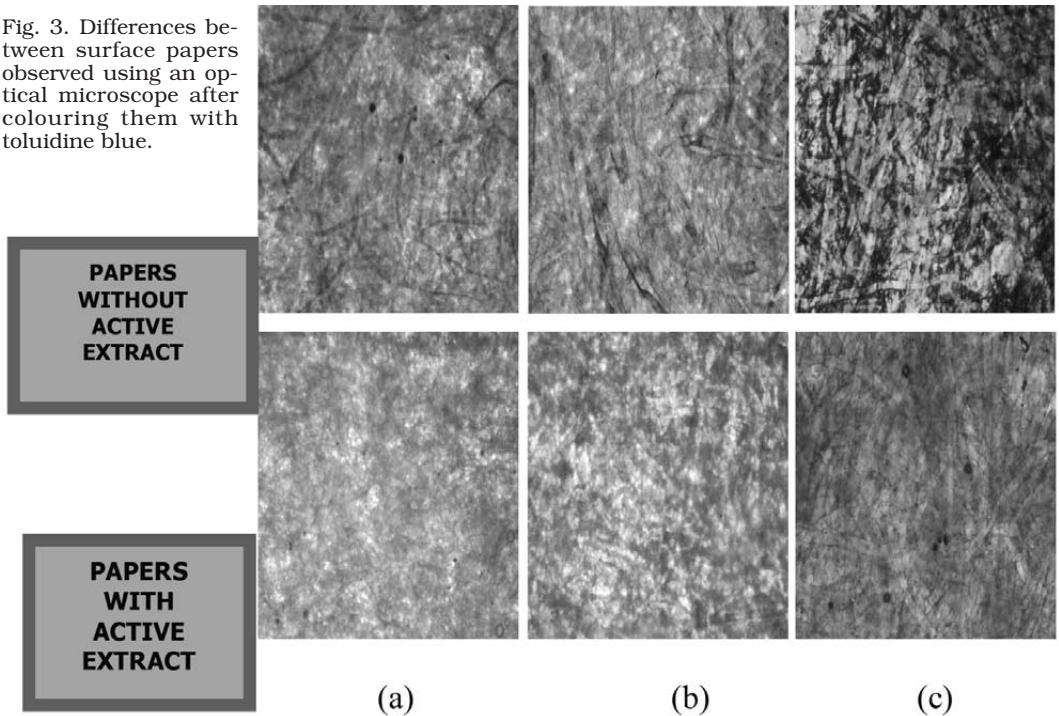 Fig. 3. Differences be-
tween surface papers
observed using an op-
tical microscope after
colouring them with
toluidine blue.
PAPERS
WITHOUT
ACTIVE
EXTRACT
PAPERS
WITH
ACTIVE
EXTRACT
(a)
(b)
(c)